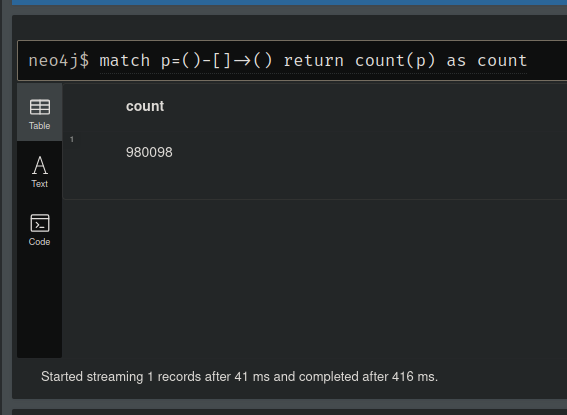 neo4j$ match p=()-[]->() return count(p) as count
Table
count
1
980098
A
Text
>_
Code
Started streaming 1 records after 41 ms and completed after 416 ms.